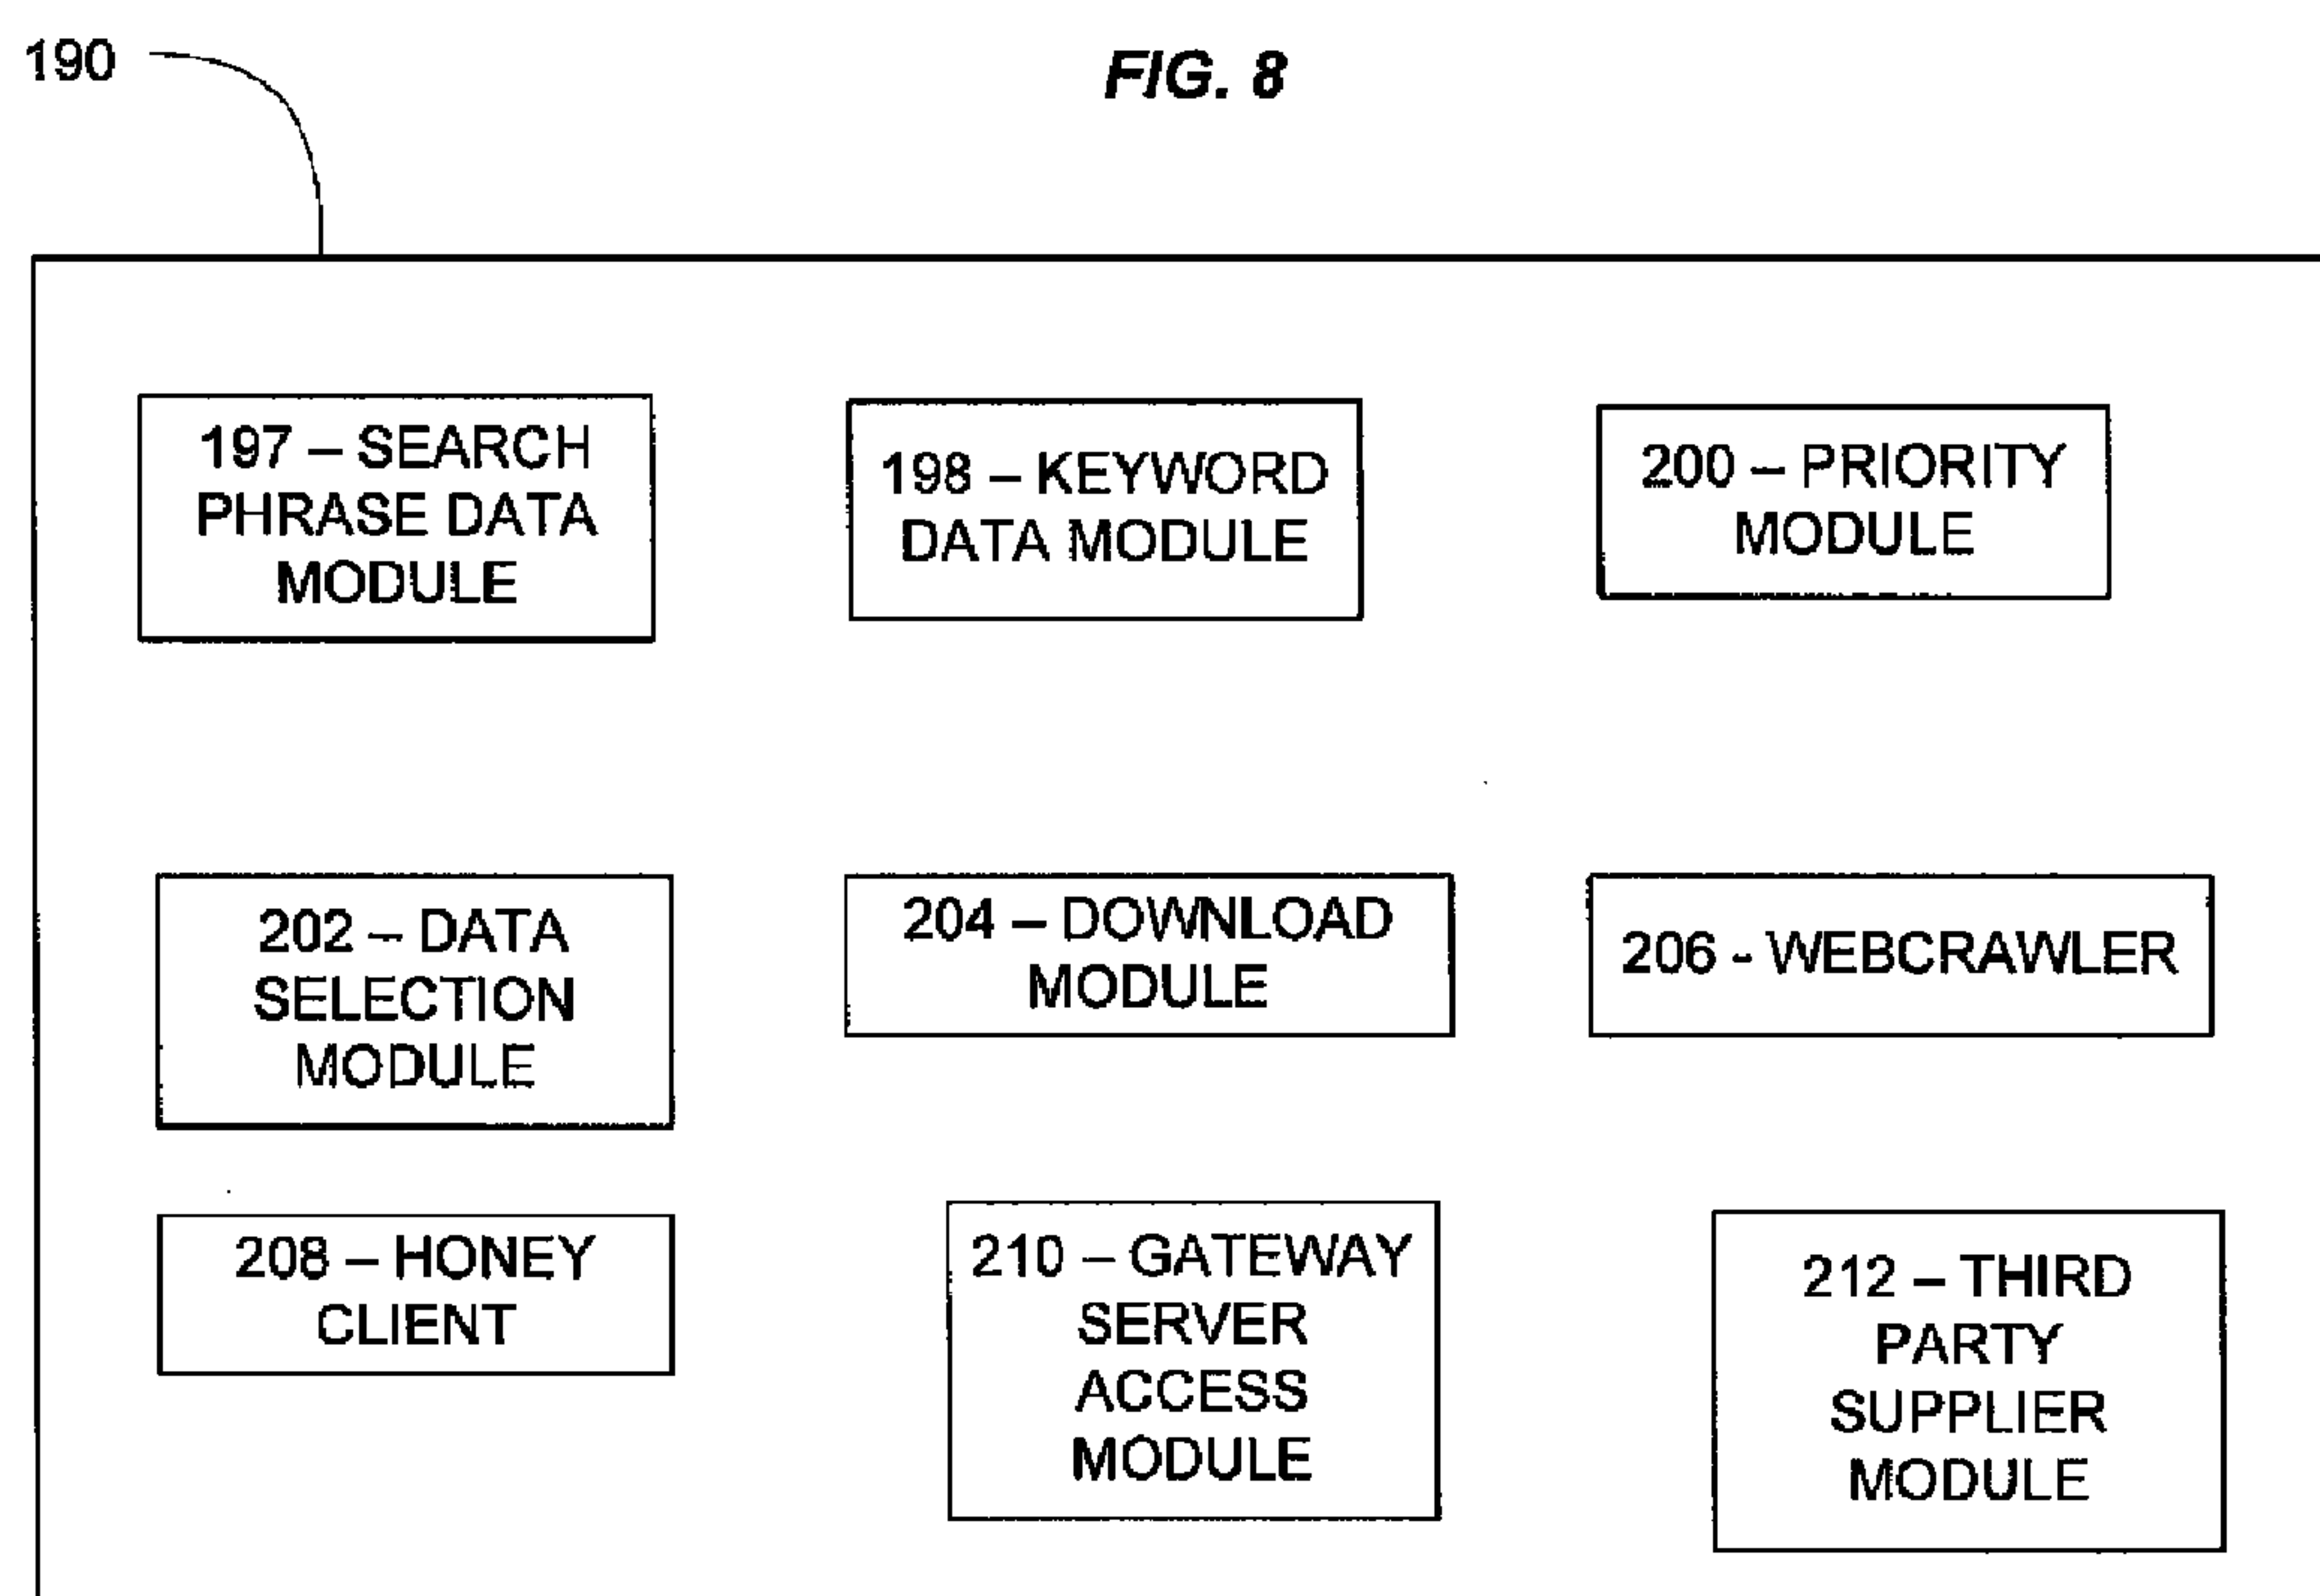 190
FIG. 8
197 – SEARCH
PHRASE DATA
MODULE
198 – KEYWORD
DATA MODULE
200 – PRIORITY
MODULE
202 – DATA
SELECTION
MODULE
204 – DOWNLOAD
MODULE
206 - WEBCRAWLER
208 – HONEY
CLIENT
210 – GATEWAY
SERVER
ACCESS
MODULE
212 – THIRD
PARTY
SUPPLIER
MODULE